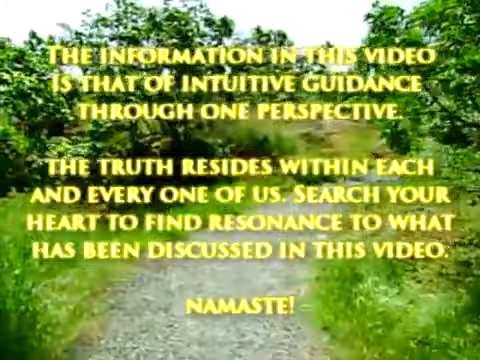 The information in this video
is that of intuitive guidance
through one perspective.
The truth resides within each
and every one of us. Search your
heart to find resonance to what
has been discussed in this video.
Namaste!